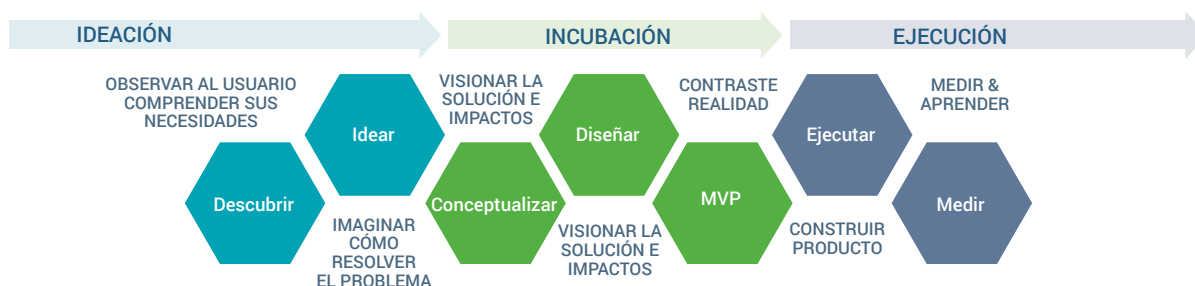 IDEACIÓN
INCUBACIÓN
EJECUCIÓN
OBSERVAR AL USUARIO
COMPRENDER SUS
NECESIDADES
VISIONAR LA
SOLUCIÓN E
IMPACTOS
CONTRASTE
REALIDAD
MEDIR &
APRENDER
Idear
Diseñar
Ejecutar
Descubrir
Conceptualizar
MVP
Medir
IMAGINAR
CÓMO
RESOLVER
EL PROBLEMA
VISIONAR LA
SOLUCIÓN E
IMPACTOS
CONSTRUIR
PRODUCTO